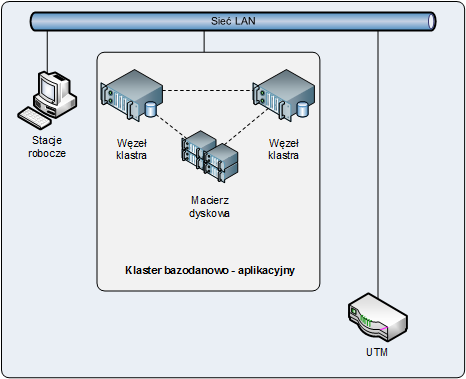 Sieć LAN
Stacje
robocze
Węzeł
klastra
Węzeł
klastra
Macierz
dyskowa
Klaster bazodanowo - aplikacyjny
UTM